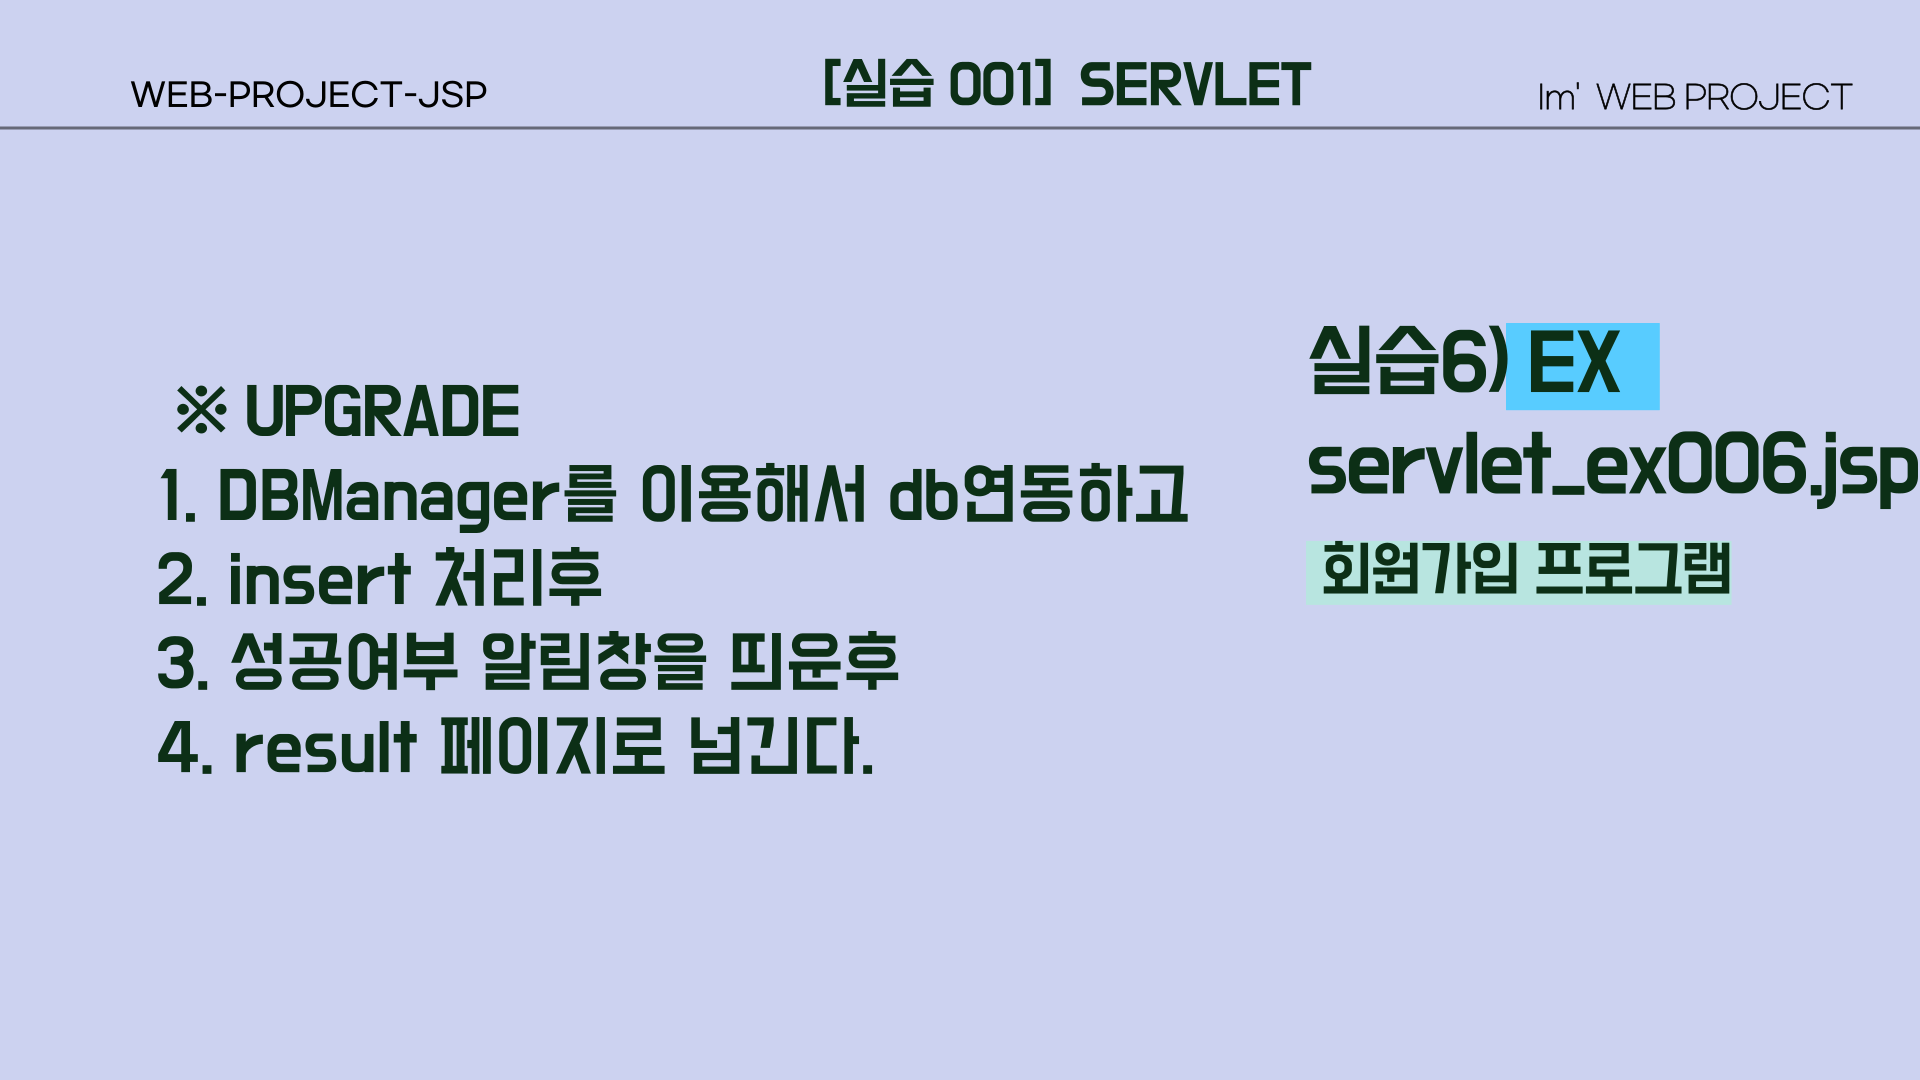 WEB-PROJECT-JSP
[실습 001] SERVLET
Im' WEB PROJECT
※ UPGRADE
1. DBManager를 이용해서 db연동하고
2. insert 처리후
3. 성공여부 알림창을 띄운후
4. result 페이지로 넘긴다.
실습6) EX
servlet_ex006.jsp
회원가입 프로그램